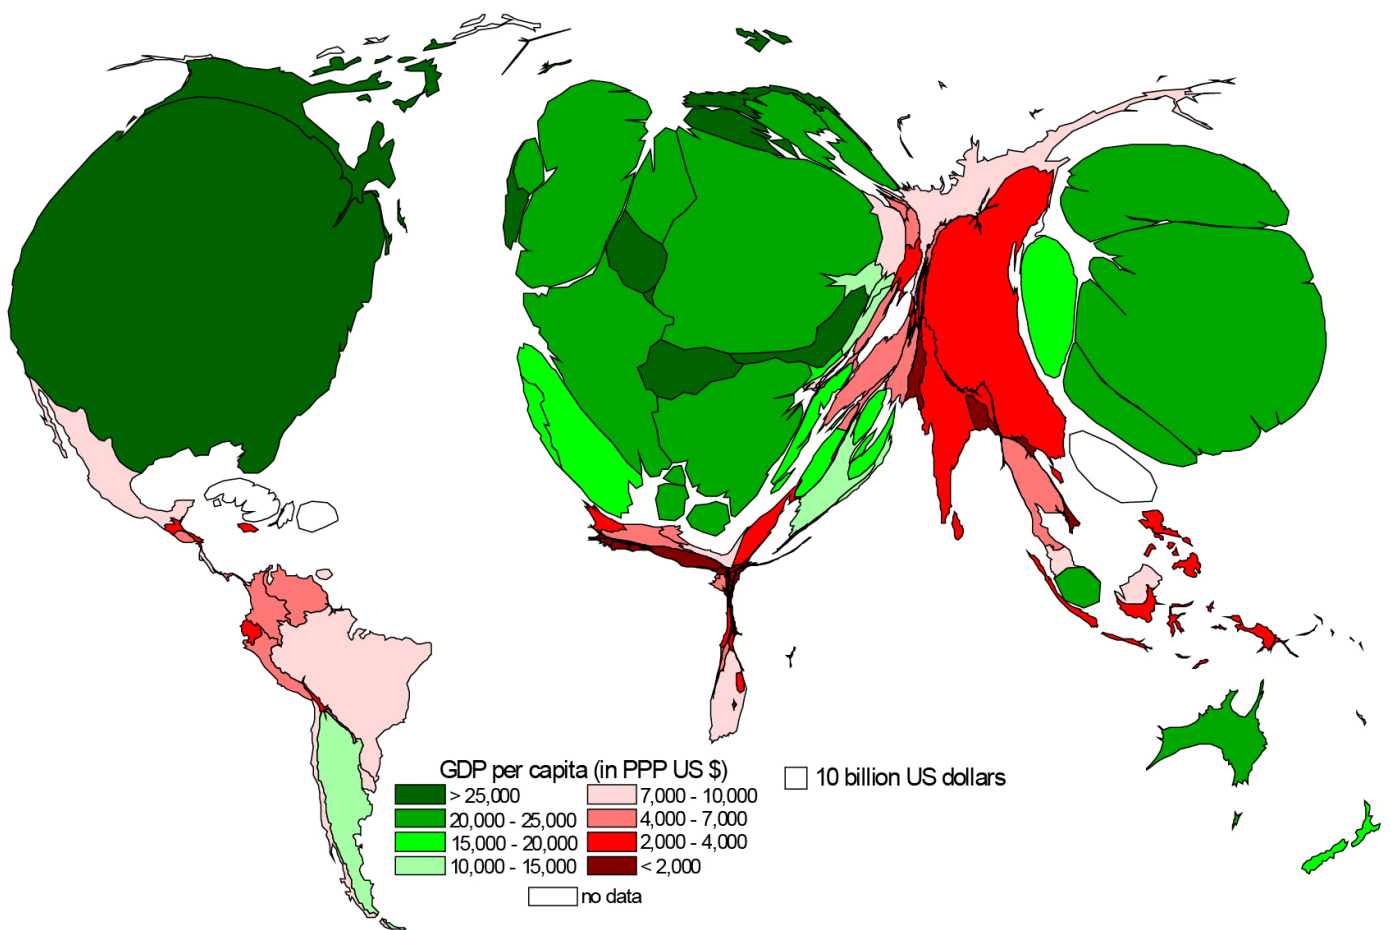 GDP per capita (in PPP US $)
> 25,000
20,000 - 25,000
15,000 - 20,000
10,000 - 15,000
7,000 - 10,000
4,000 - 7,000
2,000 - 4,000
< 2,000
no data
10 billion US dollars